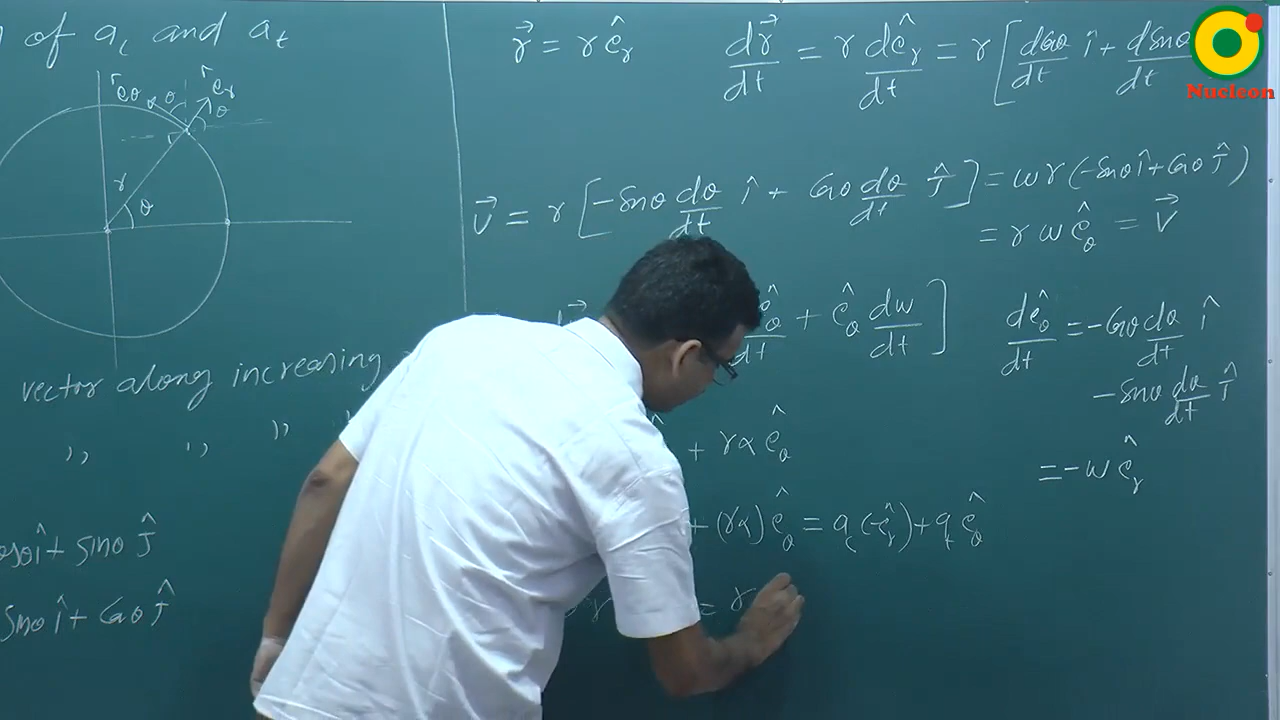 of a_c and a_t
ê_θ θ ê_r
θ
r
θ
vector along increasing
,, ,, ,,
cosθ î + sinθ ĵ
Sinθ î + Cosθ ĵ
r⃗ = r ê_r
dr⃗/dt = r dê_r/dt = r [dCosθ/dt î + dSinθ
V⃗ = r [-Sinθ dθ/dt î + Cosθ dθ/dt ĵ] = ωr(-Sinθ î + Cosθ ĵ)
= r ω ê_θ = V⃗
ê_θ/dt + ê_θ dω/dt]
+ rα ê_θ
+ (rα) ê_θ = a_c(-ê_r) + a_t ê_θ
= r
dê_θ/dt = -Cosθ dθ/dt î
- Sinθ dθ/dt ĵ
= -ω ê_r
Nucleon